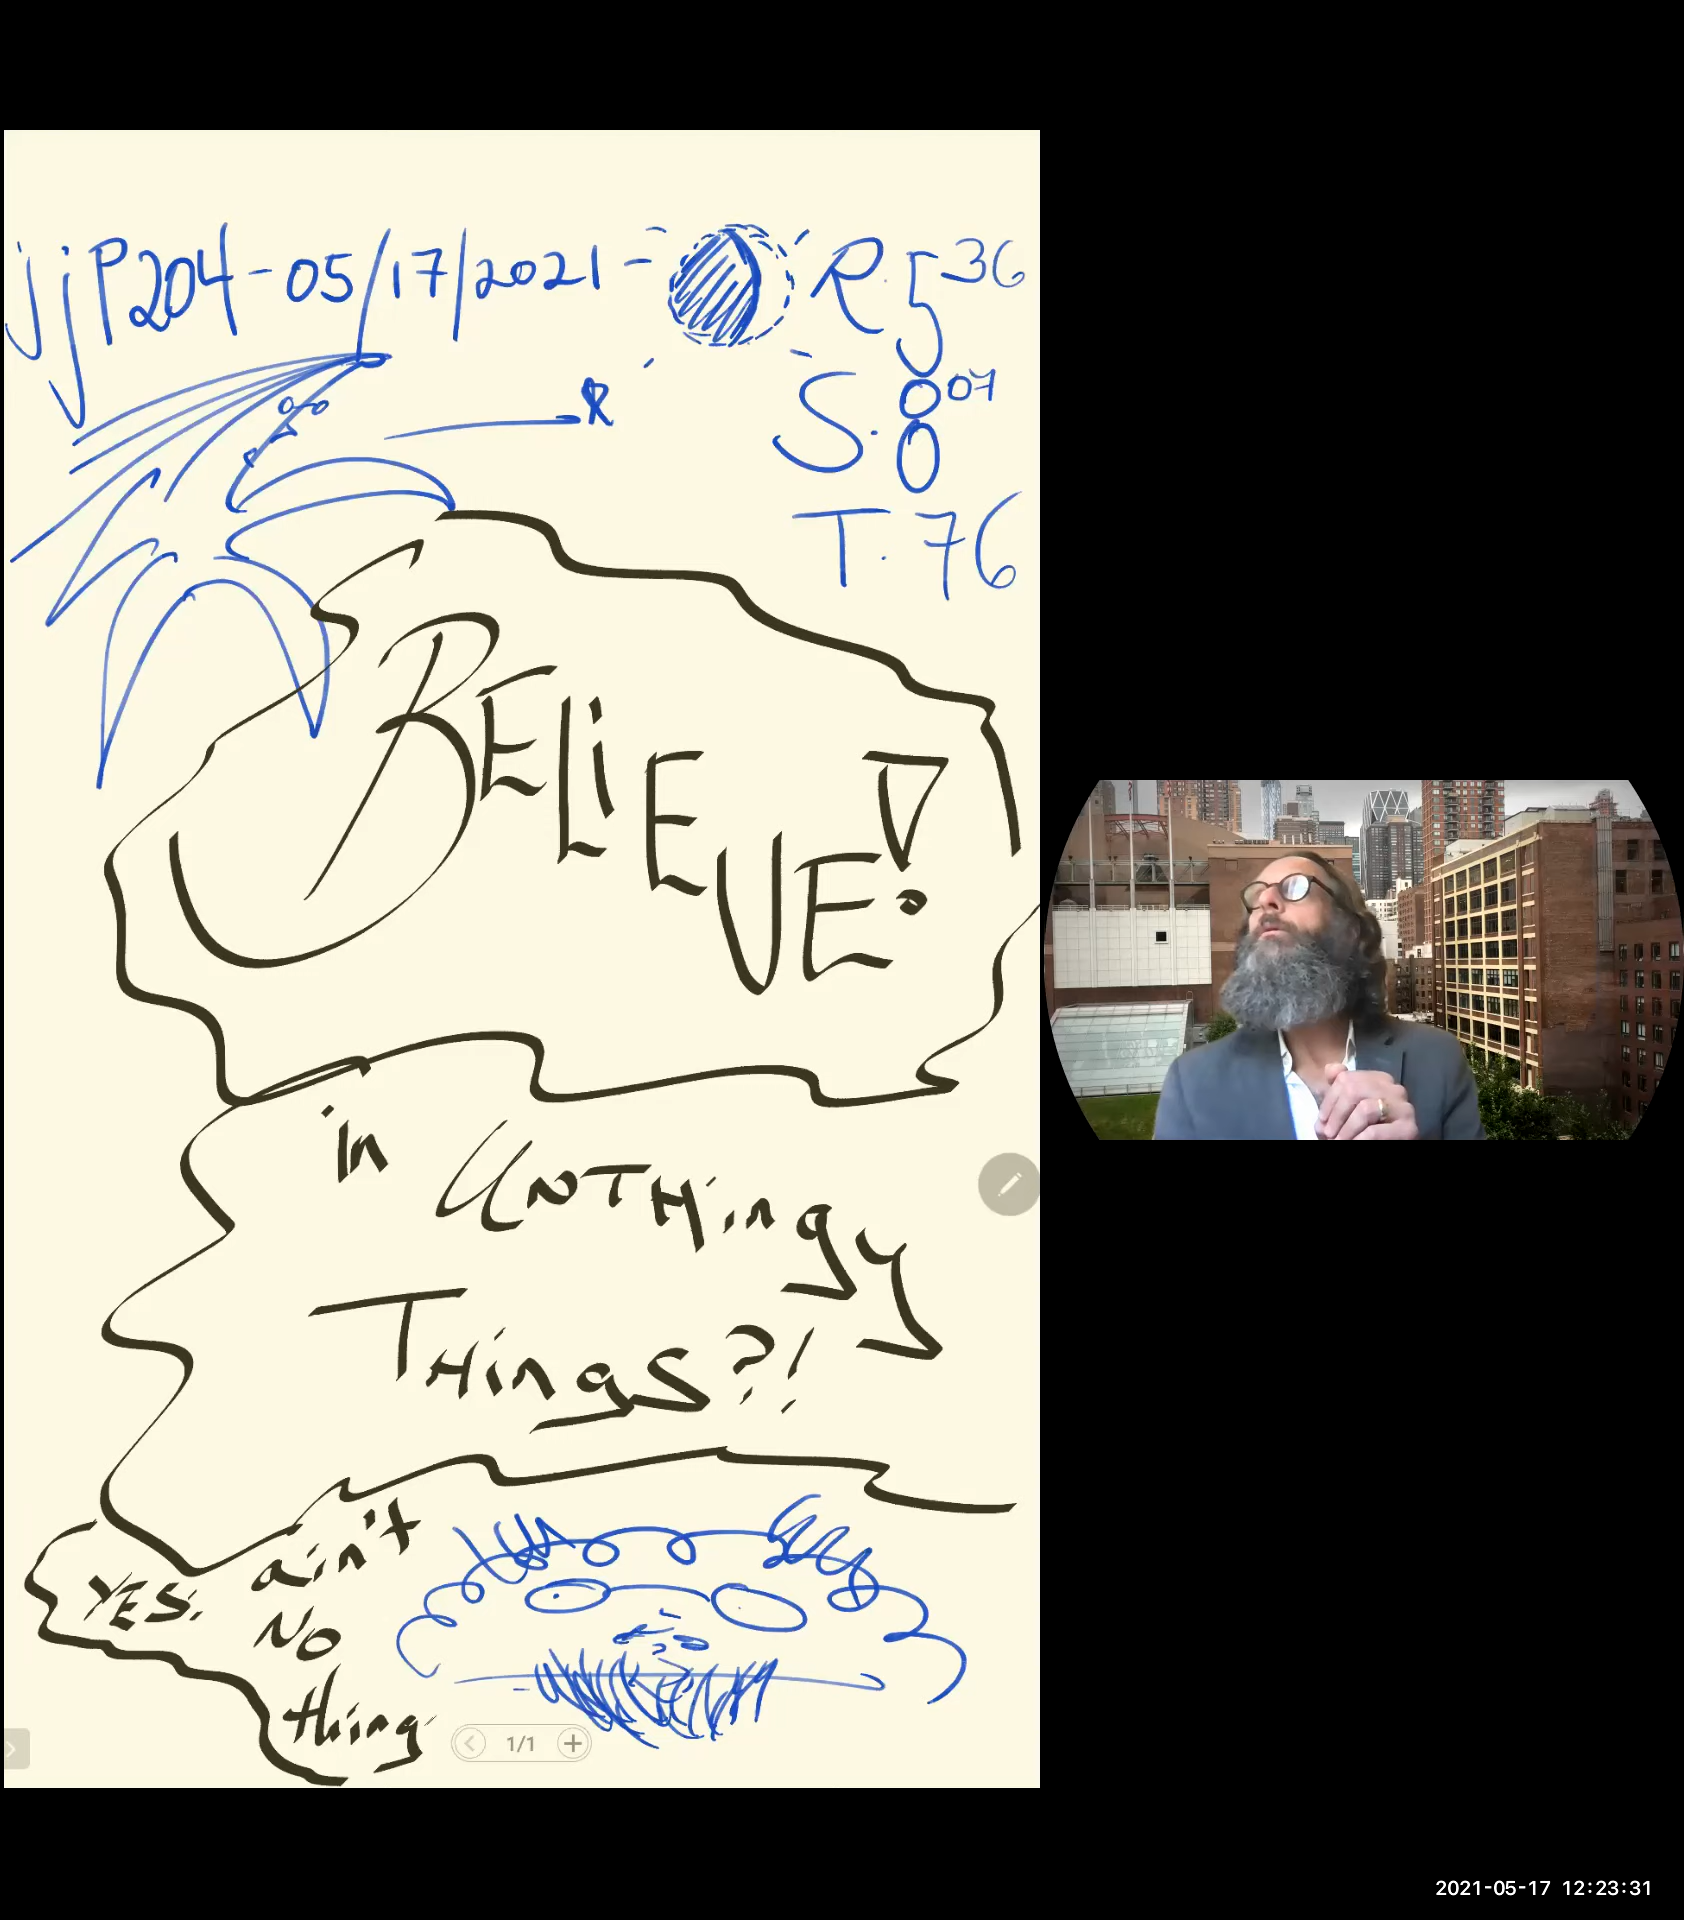 jjP204-05/17/2021-
R. 5 36
S. 8 07
T. 76
BELiEVE!
in UNTHingy
THings?!
YES. ain't
NO
thing
1/1
2021-05-17 12:23:31